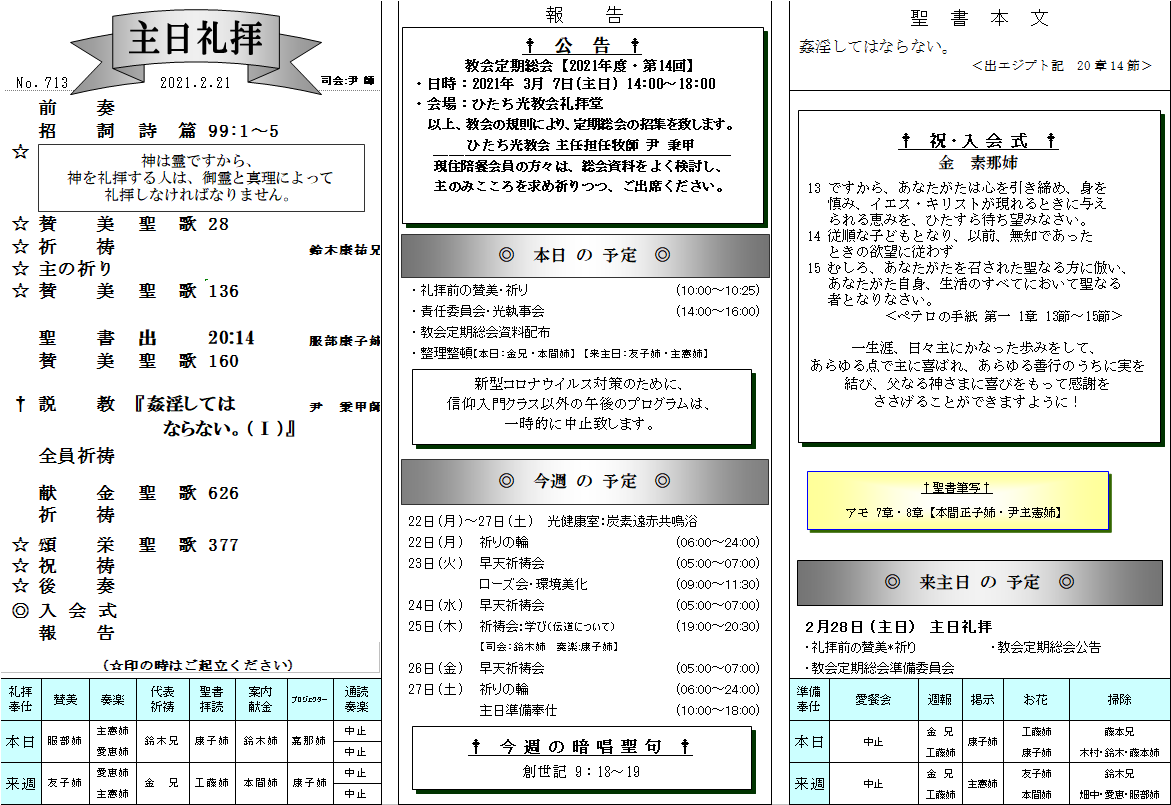 主日礼拝
No. 713
2021.2.21
司会:尹 師
前 奏
招 詞 詩 篇 99:1～5
☆
神は霊ですから、
神を礼拝する人は、御霊と真理によって
礼拝しなければなりません。
☆ 賛 美 聖 歌 28
☆ 祈 祷 鈴木康祐兄
☆ 主の祈り
☆ 賛 美 聖 歌 136
聖 書 出 20:14 服部康子姉
賛 美 聖 歌 160
† 説 教 『姦淫しては 尹 秉甲師
ならない。(Ⅰ)』
全員祈祷
献 金 聖 歌 626
祈 祷
☆ 頌 栄 聖 歌 377
☆ 祝 祷
☆ 後 奏
◎ 入 会 式
報 告
(☆印の時はご起立ください)
礼拝奉仕 賛美 奏楽 代表祈祷 聖書拝読 案内献金 プロジェクター 通読奏楽
本日 服部姉 主憲姉 愛恵姉 鈴木兄 康子姉 鈴木姉 嘉那姉 中止 中止
来週 友子姉 愛恵姉 主憲姉 金 兄 工藤姉 本間姉 康子姉 中止 中止
報 告
† 公 告 †
教会定期総会【2021年度・第14回】
・日時：2021年 3月 7日(主日) 14:00～18:00
・会場：ひたち光教会礼拝堂
以上、教会の規則により、定期総会の招集を致します。
ひたち光教会 主任担任牧師 尹 秉甲
現住陪餐会員の方々は、総会資料をよく検討し、
主のみこころを求め祈りつつ、ご出席ください。
◎ 本日 の 予定 ◎
・礼拝前の賛美・祈り (10:00～10:25)
・責任委員会・光執事会 (14:00～16:00)
・教会定期総会資料配布
・整理整頓【本日：金兄・本間姉】【来主日：友子姉・主憲姉】
新型コロナウイルス対策のために、
信仰入門クラス以外の午後のプログラムは、
一時的に中止致します。
◎ 今週 の 予定 ◎
22日(月)～27日(土) 光健康室：炭素遠赤共鳴浴
22日(月) 祈りの輪 (06:00～24:00)
23日(火) 早天祈祷会 (05:00～07:00)
ローズ会・環境美化 (09:00～11:30)
24日(水) 早天祈祷会 (05:00～07:00)
25日(木) 祈祷会：学び(伝道について) (19:00～20:30)
【司会：鈴木姉 奏楽：康子姉】
26日(金) 早天祈祷会 (05:00～07:00)
27日(土) 祈りの輪 (06:00～24:00)
主日準備奉仕 (10:00～18:00)
† 今週の暗唱聖句 †
創世記 9：18～19
聖 書 本 文
姦淫してはならない。
＜出エジプト記 20章14節＞
† 祝・入会式 †
金 素那姉
13 ですから、あなたがたは心を引き締め、身を
慎み、イエス・キリストが現れるときに与え
られる恵みを、ひたすら待ち望みなさい。
14 従順な子どもとなり、以前、無知であった
ときの欲望に従わず
15 むしろ、あなたがたを召された聖なる方に倣い、
あなたがた自身、生活のすべてにおいて聖なる
者となりなさい。
＜ペテロの手紙 第一 1章 13節～15節＞
一生涯、日々主にかなった歩みをして、
あらゆる点で主に喜ばれ、あらゆる善行のうちに実を
結び、父なる神さまに喜びをもって感謝を
ささげることができますように！
†聖書筆写†
アモ 7章・8章【本間正子姉・尹主憲姉】
◎ 来主日 の 予定 ◎
2月28日(主日) 主日礼拝
・礼拝前の賛美*祈り ・教会定期総会公告
・教会定期総会準備委員会
準備奉仕 愛餐会 週報 掲示 お花 掃除
本日 中止 金 兄 工藤姉 康子姉 工藤姉 康子姉 藤本兄 木村・鈴木・藤本姉
来週 中止 金 兄 工藤姉 主憲姉 友子姉 本間姉 鈴木兄 畑中・愛恵・服部姉